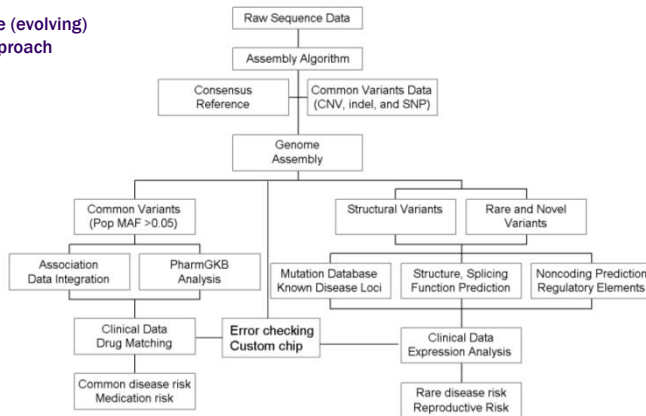 e (evolving)
proach
Raw Sequence Data
Assembly Algorithm
Consensus
Reference
Common Variants Data
(CNV, indel, and SNP)
Genome
Assembly
Common Variants
(Pop MAF >0.05)
Structural Variants
Rare and Novel
Variants
Association
Data Integration
PharmGKB
Analysis
Mutation Database
Known Disease Loci
Structure, Splicing
Function Prediction
Noncoding Prediction
Regulatory Elements
Clinical Data
Drug Matching
Error checking
Custom chip
Clinical Data
Expression Analysis
Common disease risk
Medication risk
Rare disease risk
Reproductive Risk